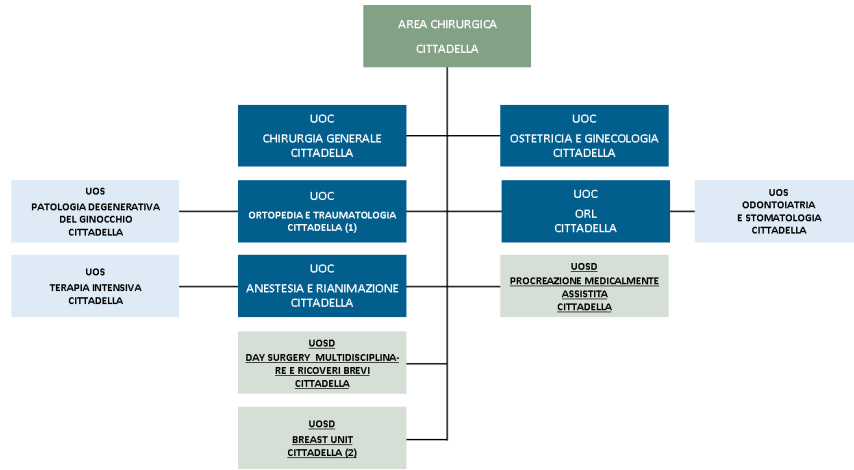 AREA CHIRURGICA
CITTADELLA
UOC
CHIRURGIA GENERALE
CITTADELLA
UOC
OSTETRICIA E GINECOLOGIA
CITTADELLA
UOS
PATOLOGIA DEGENERATIVA
DEL GINOCCHIO
CITTADELLA
UOC
ORTOPEDIA E TRAUMATOLOGIA
CITTADELLA (1)
UOC
ORL
CITTADELLA
UOS
ODONTOIATRIA
E STOMATOLOGIA
CITTADELLA
UOS
TERAPIA INTENSIVA
CITTADELLA
UOC
ANESTESIA E RIANIMAZIONE
CITTADELLA
UOSD
PROCREAZIONE MEDICALMENTE
ASSISTITA
CITTADELLA
UOSD
DAY SURGERY MULTIDISCIPLINA-
RE E RICOVERI BREVI
CITTADELLA
UOSD
BREAST UNIT
CITTADELLA (2)